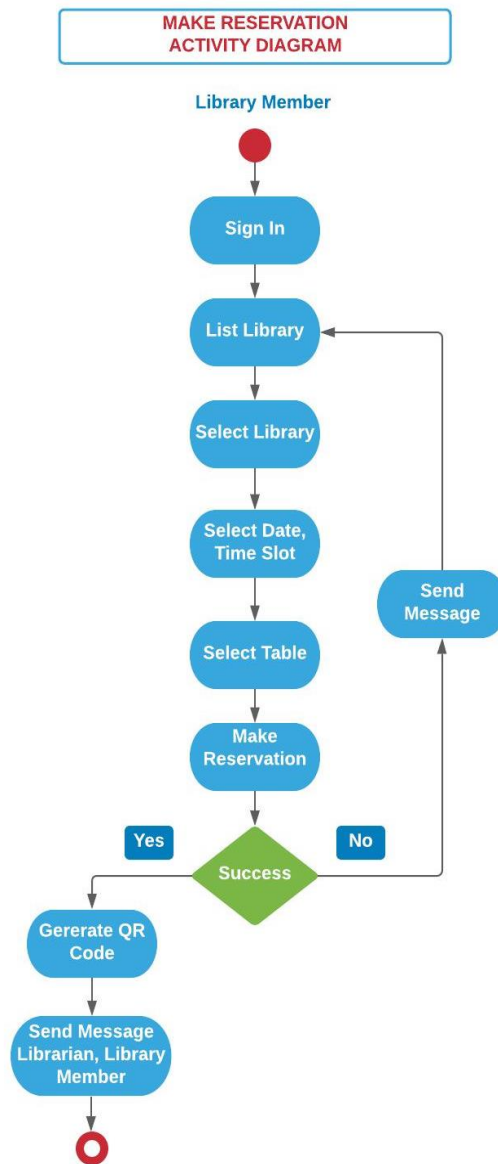 MAKE RESERVATION
ACTIVITY DIAGRAM
Library Member
Sign In
List Library
Select Library
Select Date,
Time Slot
Send
Message
Select Table
Make
Reservation
Yes
No
Success
Gererate QR
Code
Send Message
Librarian, Library
Member